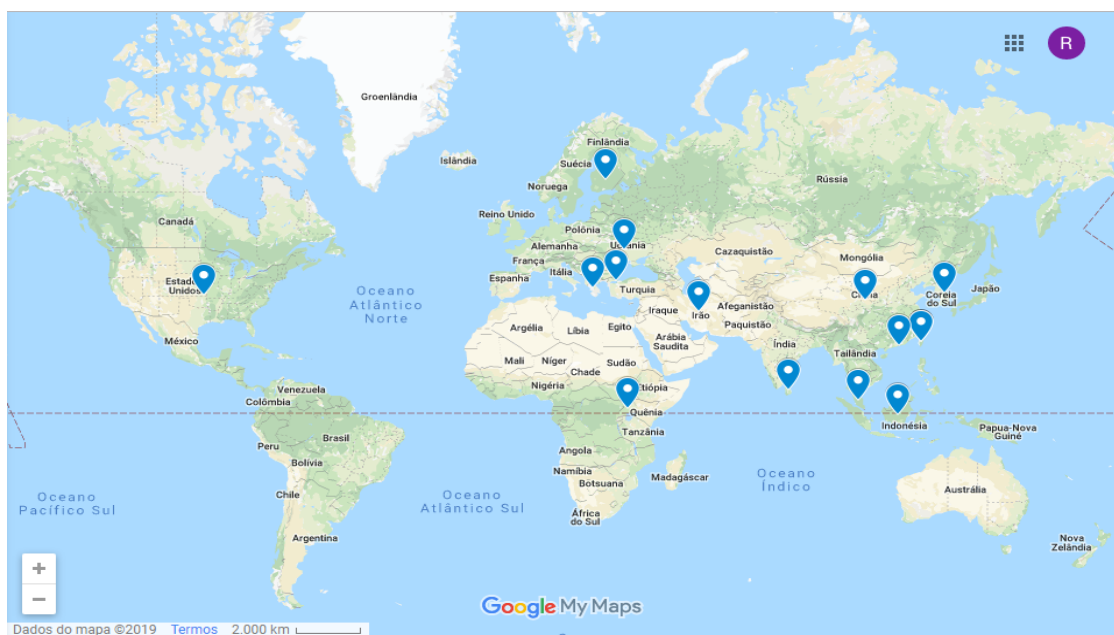 R
Groenlândia
Islândia
Finlândia
Suécia
Noruega
Rússia
Canadá
Reino Unido
Polónia
Alemanha
Ucrânia
França
Cazaquistão
Mongólia
Itália
Espanha
Turquia
Estados
Unidos
Oceano
Atlântico
Norte
Iraque
Irão
Afeganistão
Paquistão
China
Coreia
do Sul
Japão
México
Argélia
Líbia
Egito
Arábia
Saudita
Índia
Tailândia
Mali
Níger
Chade
Sudão
Nigéria
Etiópia
Venezuela
Colômbia
Quénia
Indonésia
Papua-Nova
Guiné
Tanzânia
Peru
Brasil
Bolívia
Angola
Namíbia
Botsuana
Madagáscar
Oceano
Índico
Austrália
Chile
Oceano
Pacífico Sul
Oceano
Atlântico Sul
África
do Sul
Argentina
Nova
Zelândia
+
−
Google My Maps
Dados do mapa ©2019 Termos 2.000 km